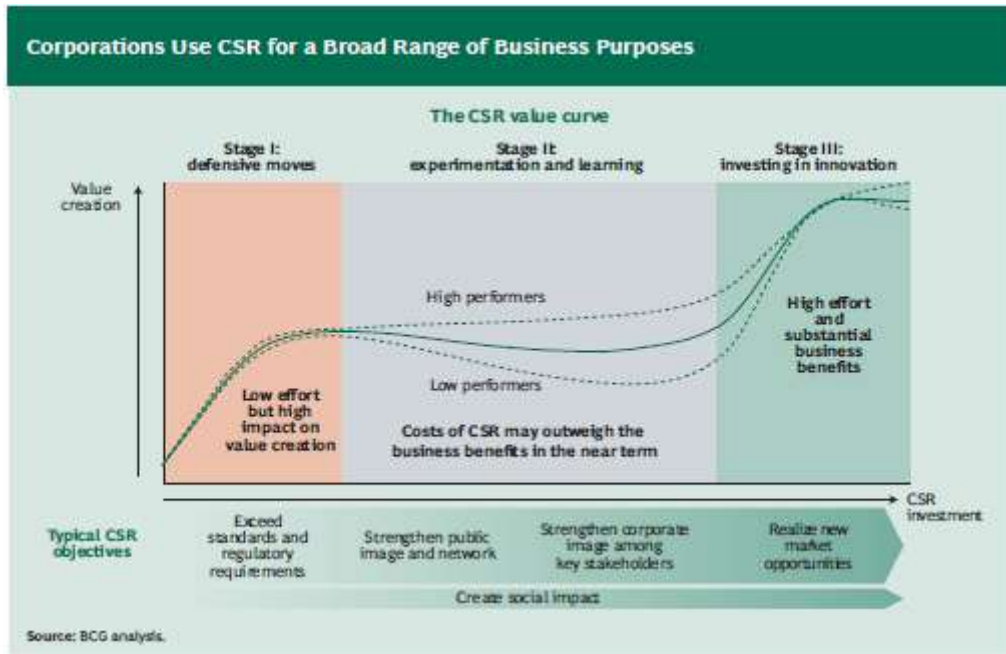 Corporations Use CSR for a Broad Range of Business Purposes
The CSR value curve
Stage I:
defensive moves
Stage II:
experimentation and learning
Stage III:
investing in innovation
Value
creation
High performers
Low performers
Low effort
but high
impact on
value creation
Costs of CSR may outweigh the
business benefits in the near term
High effort
and
substantial
business
benefits
CSR
investment
Typical CSR
objectives
Exceed
standards and
regulatory
requirements
Strengthen public
image and network
Strengthen corporate
image among
key stakeholders
Realize new
market
opportunities
Create social impact
Source: BCG analysis.